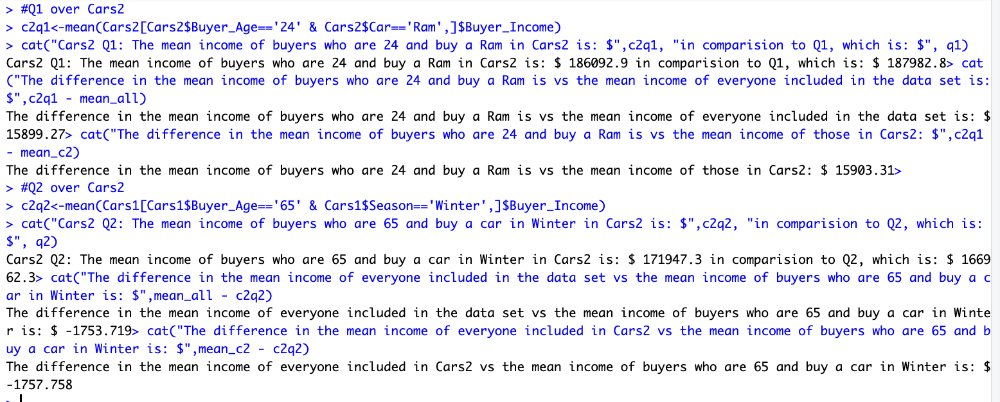 > #Q1 over Cars2
> c2q1<-mean(Cars2[Cars2$Buyer_Age=='24' & Cars2$Car=='Ram',]$Buyer_Income)
> cat("Cars2 Q1: The mean income of buyers who are 24 and buy a Ram in Cars2 is: $",c2q1, "in comparision to Q1, which is: $", q1)
Cars2 Q1: The mean income of buyers who are 24 and buy a Ram in Cars2 is: $ 186092.9 in comparision to Q1, which is: $ 187982.8> cat
("The difference in the mean income of buyers who are 24 and buy a Ram is vs the mean income of everyone included in the data set is:
$",c2q1 - mean_all)
The difference in the mean income of buyers who are 24 and buy a Ram is vs the mean income of everyone included in the data set is: $
15899.27> cat("The difference in the mean income of buyers who are 24 and buy a Ram is vs the mean income of those in Cars2: $",c2q1
- mean_c2)
The difference in the mean income of buyers who are 24 and buy a Ram is vs the mean income of those in Cars2: $ 15903.31>
> #Q2 over Cars2
> c2q2<-mean(Cars1[Cars1$Buyer_Age=='65' & Cars1$Season=='Winter',]$Buyer_Income)
> cat("Cars2 Q2: The mean income of buyers who are 65 and buy a car in Winter in Cars2 is: $",c2q2, "in comparision to Q2, which is:
$", q2)
Cars2 Q2: The mean income of buyers who are 65 and buy a car in Winter in Cars2 is: $ 171947.3 in comparision to Q2, which is: $ 1669
62.3> cat("The difference in the mean income of everyone included in the data set vs the mean income of buyers who are 65 and buy a c
ar in Winter is: $",mean_all - c2q2)
The difference in the mean income of everyone included in the data set vs the mean income of buyers who are 65 and buy a car in Winte
r is: $ -1753.719> cat("The difference in the mean income of everyone included in Cars2 vs the mean income of buyers who are 65 and b
uy a car in Winter is: $",mean_c2 - c2q2)
The difference in the mean income of everyone included in Cars2 vs the mean income of buyers who are 65 and buy a car in Winter is: $
-1757.758
>